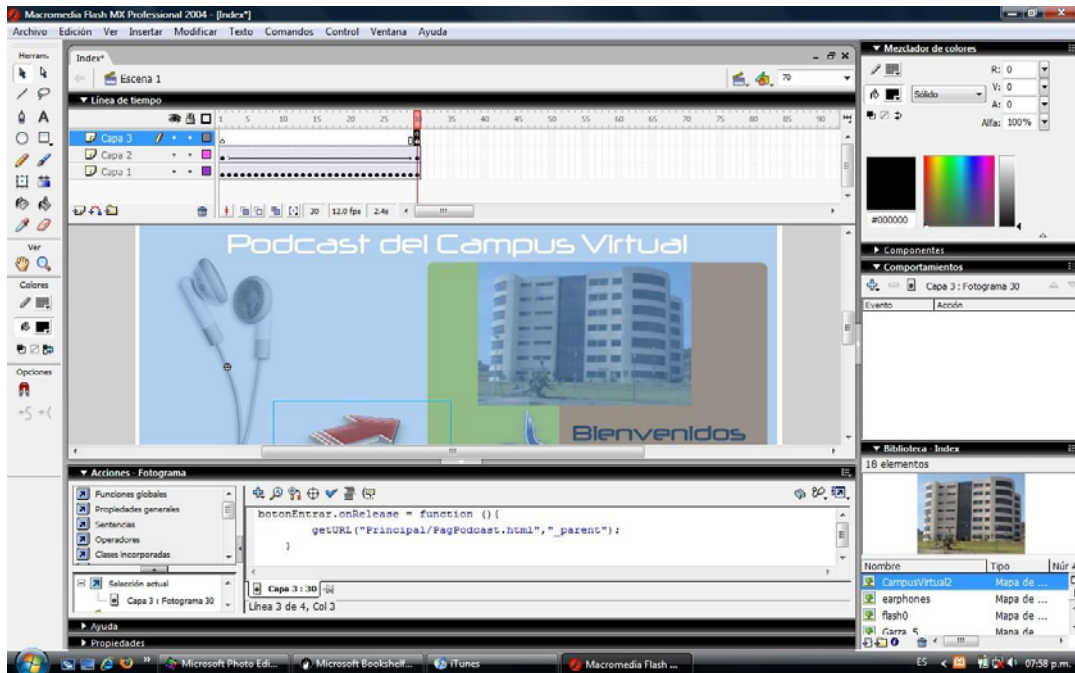 Macromedia Flash MX Professional 2004 - [Index*]
Archivo Edición Ver Insertar Modificar Texto Comandos Control Ventana Ayuda
Herram.
Ver
Colores
Opciones
Index*
Escena 1
79
Línea de tiempo
1 5 10 15 20 25 35 40 45 50 55 60 65 70 75 80 85 90
Capa 3
Capa 2
Capa 1
30 12.0 fps 2.4s
Podcast del Campus Virtual
Bienvenidos
Acciones - Fotograma
Funciones globales
Propiedades generales
Sentencias
Operadores
Clases incorporadas
Selección actual
Capa 3 : Fotograma 30
botonEntrar.onRelease = function (){
getURL("Principal/PagPodcast.html","_parent");
}
Capa 3 : 30
Línea 3 de 4, Col 3
Ayuda
Propiedades
Mezclador de colores
R: 0
Sólido
V: 0
A: 0
Alfa: 100%
#000000
Componentes
Comportamientos
Capa 3 : Fotograma 30
Evento Acción
Biblioteca - Index
18 elementos
Nombre Tipo Núr
CampusVirtual2 Mapa de ...
earphones Mapa de ...
flash0 Mapa de ...
Garza_5 Mapa de
Microsoft Photo Edi... Microsoft Bookshelf... iTunes Macromedia Flash ... ES 07:58 p.m.